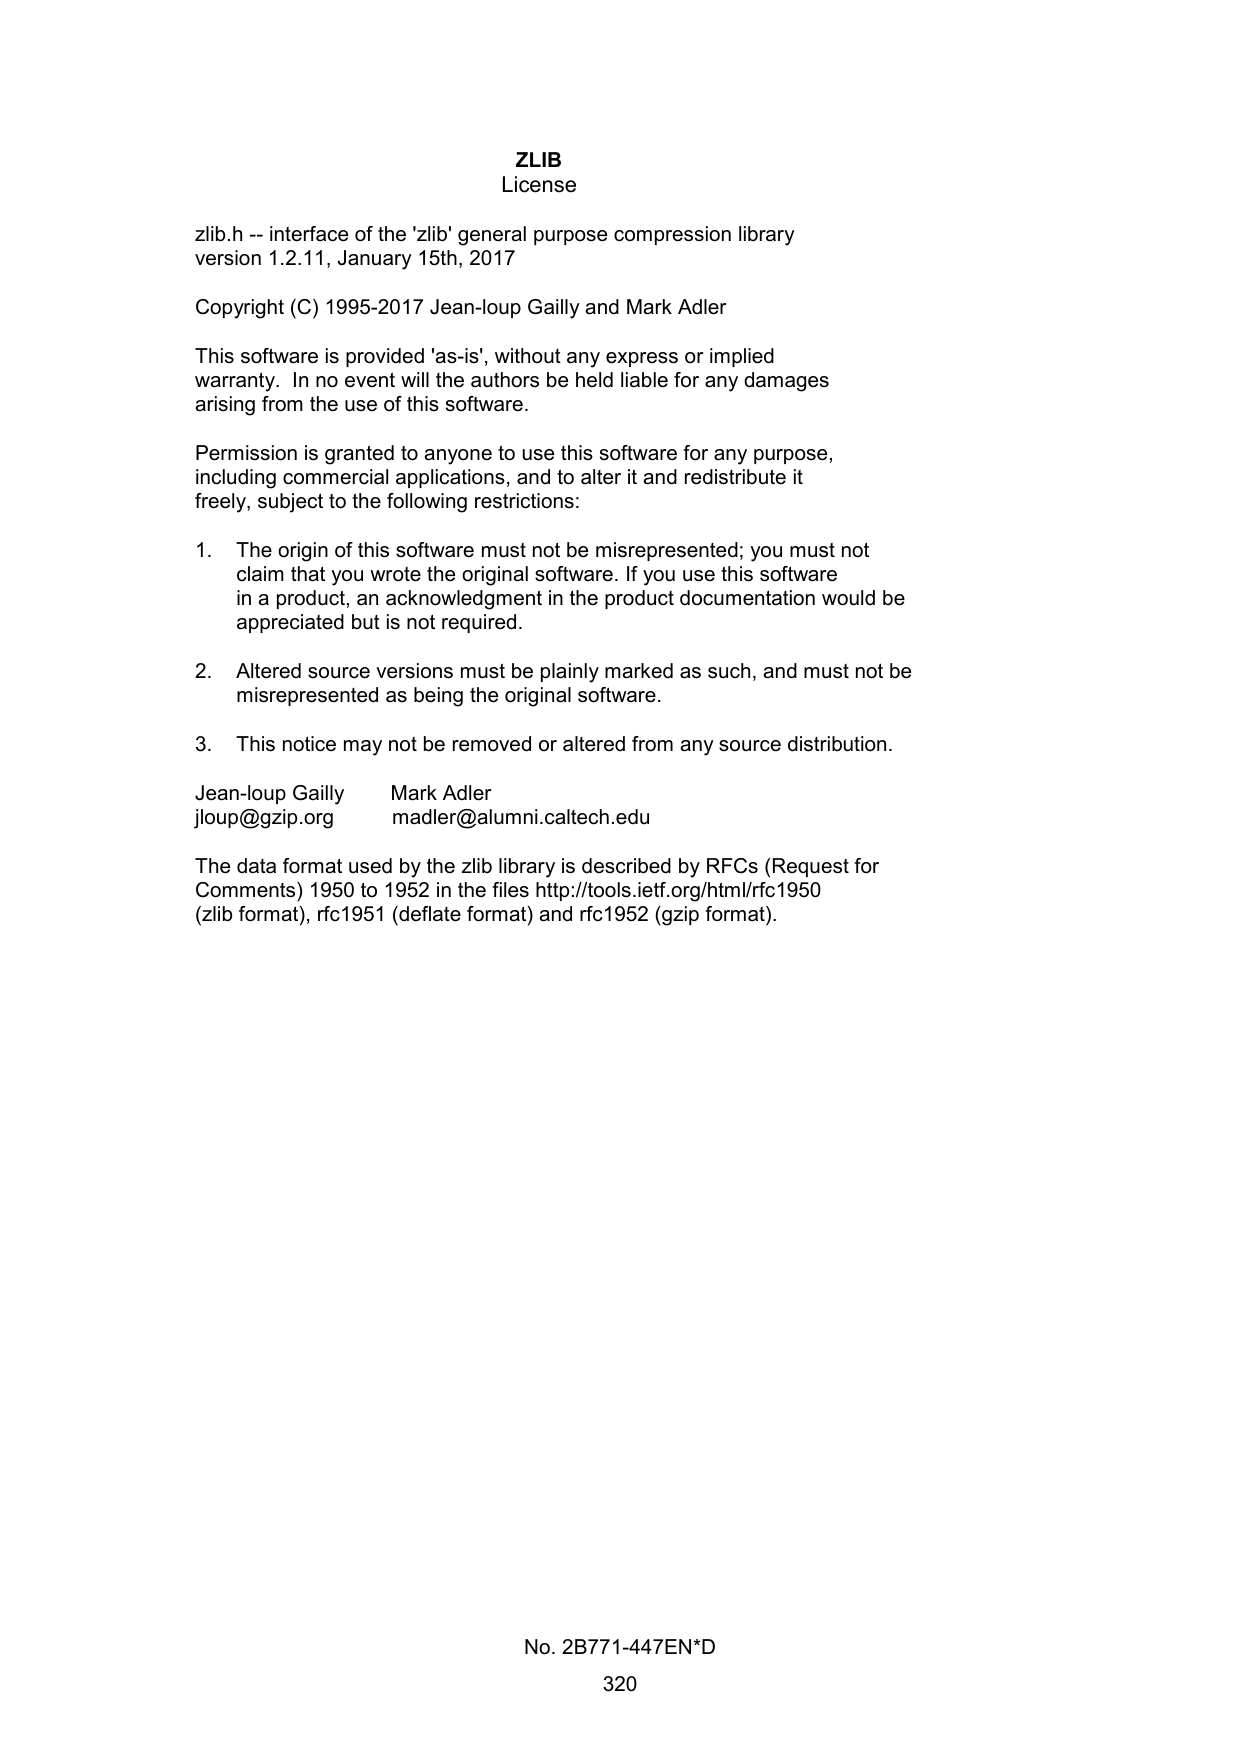 ZLIB
License
zlib.h -- interface of the 'zlib' general purpose compression library
version 1.2.11, January 15th, 2017
Copyright (C) 1995-2017 Jean-loup Gailly and Mark Adler
This software is provided 'as-is', without any express or implied
warranty.  In no event will the authors be held liable for any damages
arising from the use of this software.
Permission is granted to anyone to use this software for any purpose,
including commercial applications, and to alter it and redistribute it
freely, subject to the following restrictions:
1. The origin of this software must not be misrepresented; you must not
claim that you wrote the original software. If you use this software
in a product, an acknowledgment in the product documentation would be
appreciated but is not required.
2. Altered source versions must be plainly marked as such, and must not be
misrepresented as being the original software.
3. This notice may not be removed or altered from any source distribution.
Jean-loup Gailly Mark Adler
jloup@gzip.org madler@alumni.caltech.edu
The data format used by the zlib library is described by RFCs (Request for
Comments) 1950 to 1952 in the files http://tools.ietf.org/html/rfc1950
(zlib format), rfc1951 (deflate format) and rfc1952 (gzip format).
No. 2B771-447EN*D
320